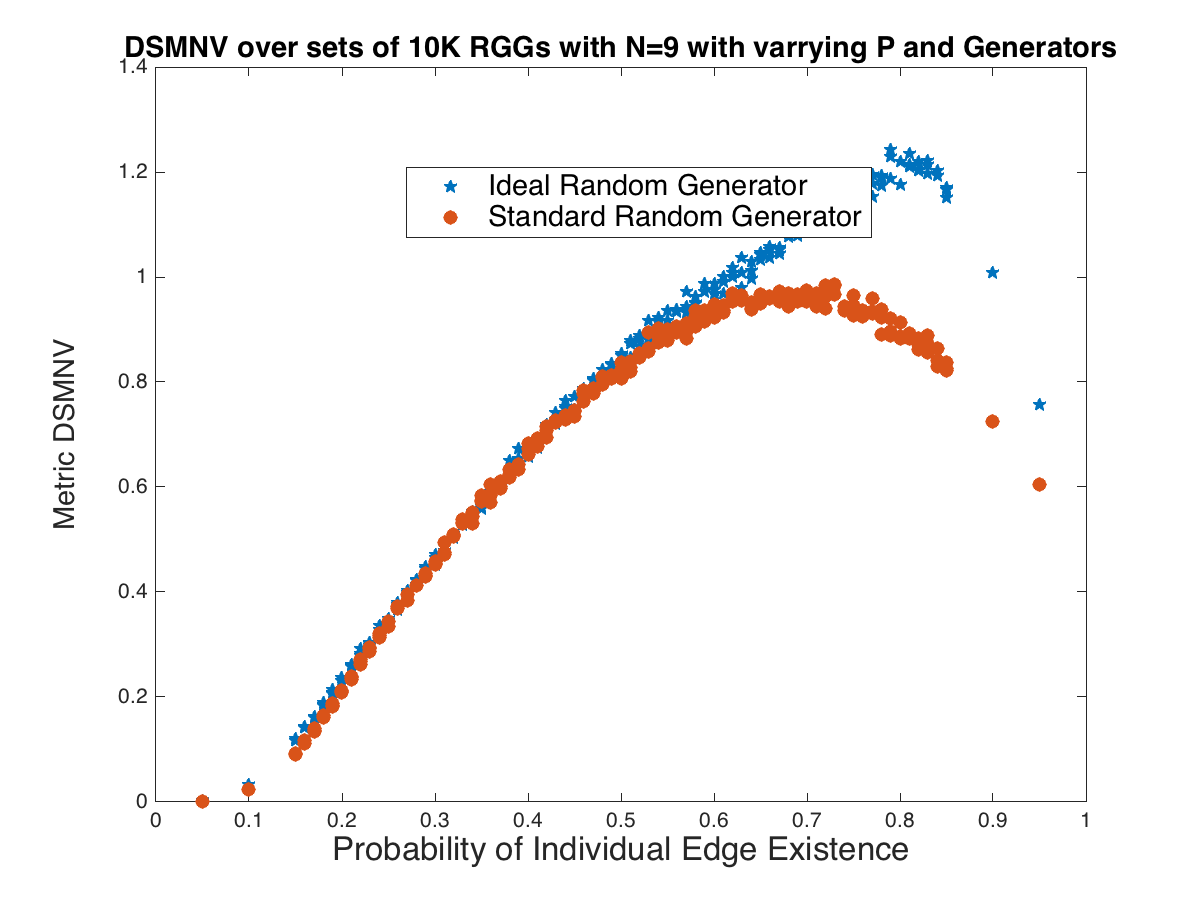 DSMNV over sets of 10K RGGs with N=9 with varrying P and Generators
1.4
1.2
1
0.8
0.6
0.4
0.2
0
Metric DSMNV
Ideal Random Generator
Standard Random Generator
0 0.1 0.2 0.3 0.4 0.5 0.6 0.7 0.8 0.9 1
Probability of Individual Edge Existence